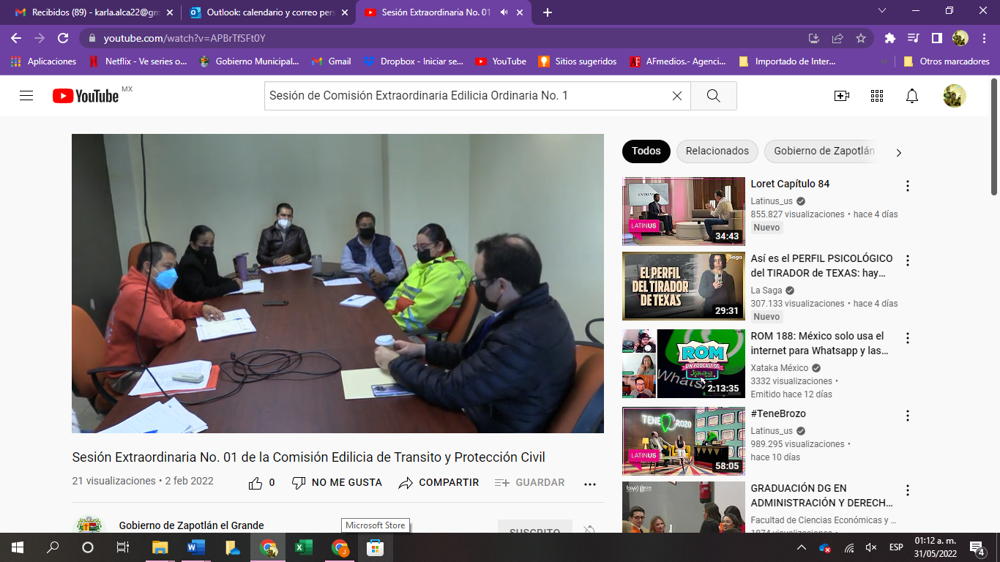 Recibidos (89) - karla.alca22@gm
Outlook: calendario y correo pers
Sesión Extraordinaria No. 01
youtube.com/watch?v=APBrTfSFt0Y
Aplicaciones
Netflix - Ve series o...
Gobierno Municipal...
Gmail
Dropbox - Iniciar se...
YouTube
Sitios sugeridos
AFmedios.- Agenci...
Importado de Inter...
Otros marcadores
YouTube MX
Sesión de Comisión Extraordinaria Edilicia Ordinaria No. 1
Todos
Relacionados
Gobierno de Zapotlán
Loret Capítulo 84
Latinus_us
855.827 visualizaciones • hace 4 días
Nuevo
LATINUS
34:43
Así es el PERFIL PSICOLÓGICO
del TIRADOR de TEXAS: hay...
La Saga
307.133 visualizaciones • hace 4 días
Nuevo
Saga
EL PERFIL
DEL TIRADOR
DE TEXAS
29:31
ROM 188: México solo usa el
internet para Whatsapp y las...
Xataka México
3332 visualizaciones •
Emitido hace 12 días
ROM
UN PODCAST DE
Xataka
2:13:35
#TeneBrozo
Latinus_us
989.295 visualizaciones •
hace 10 días
TENE BROZO
LATINUS
58:05
GRADUACIÓN DG EN
ADMINISTRACIÓN Y DERECH...
Facultad de Ciencias Económicas y ...
1874 visualizaciones •
Sesión Extraordinaria No. 01 de la Comisión Edilicia de Transito y Protección Civil
21 visualizaciones • 2 feb 2022
0
NO ME GUSTA
COMPARTIR
GUARDAR
Gobierno de Zapotlán el Grande
SUSCRITO
Microsoft Store
ESP
01:12 a. m.
31/05/2022
4